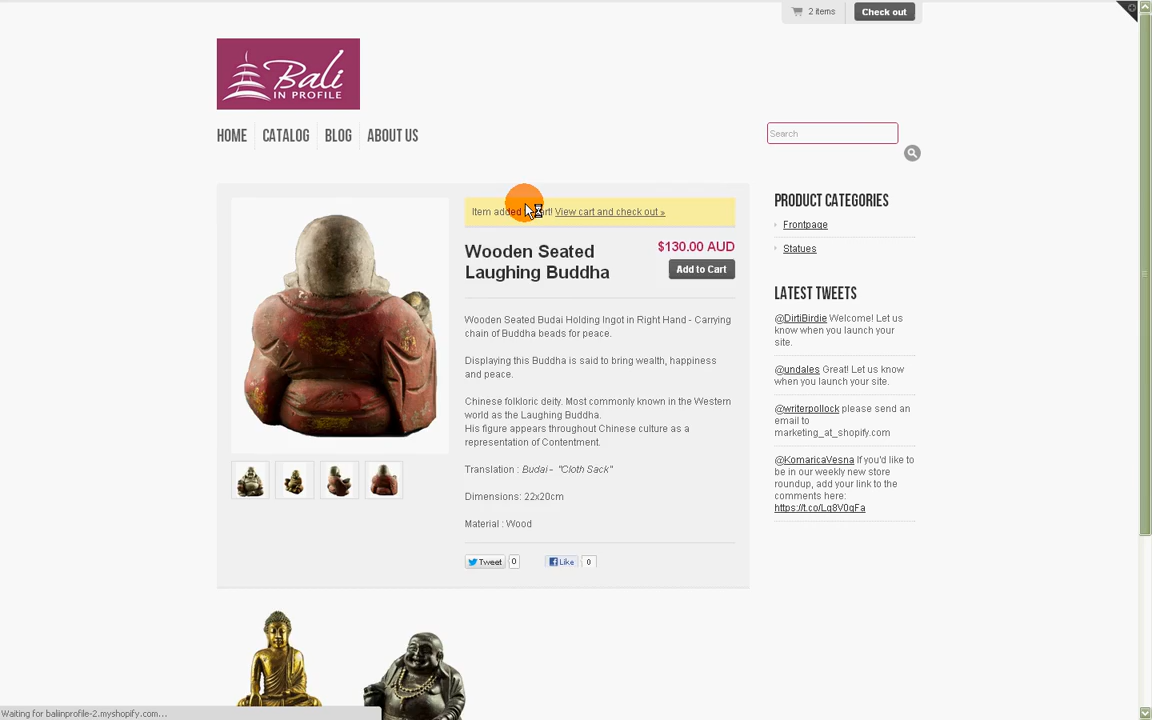 2 items
Check out
Bali
IN PROFILE
HOME
CATALOG
BLOG
ABOUT US
Search
Item added cart! View cart and check out »
Wooden Seated
Laughing Buddha
$130.00 AUD
Add to Cart
Wooden Seated Budai Holding Ingot in Right Hand - Carrying
chain of Buddha beads for peace.
Displaying this Buddha is said to bring wealth, happiness
and peace.
Chinese folkloric deity. Most commonly known in the Western
world as the Laughing Buddha.
His figure appears throughout Chinese culture as a
representation of Contentment.
Translation : Budai- "Cloth Sack"
Dimensions: 22x20cm
Material : Wood
Tweet
0
Like
0
PRODUCT CATEGORIES
Frontpage
Statues
LATEST TWEETS
@DirtiBirdie Welcome! Let us
know when you launch your
site.
@undales Great! Let us know
when you launch your site.
@writerpollock please send an
email to
marketing_at_shopify.com
@KomaricaVesna If you'd like to
be in our weekly new store
roundup, add your link to the
comments here:
https://t.co/Lg8V0gFa
Waiting for baliinprofile-2.myshopify.com...